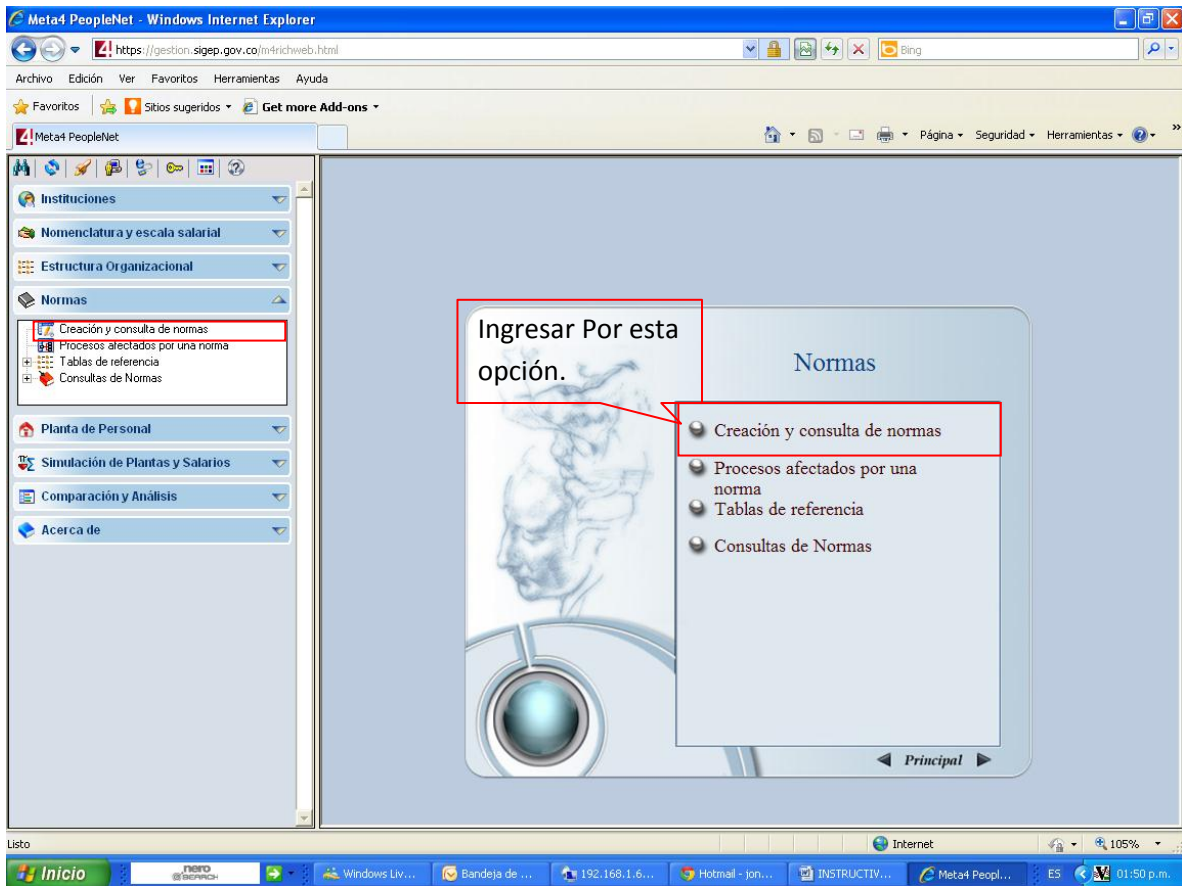 Meta4 PeopleNet - Windows Internet Explorer
https://gestion.sigep.gov.co/m4richweb.html
Bing
Archivo Edición Ver Favoritos Herramientas Ayuda
Favoritos Sitios sugeridos Get more Add-ons
Meta4 PeopleNet
Página Seguridad Herramientas »
Instituciones
Nomenclatura y escala salarial
Estructura Organizacional
Normas
Creación y consulta de normas
Procesos afectados por una norma
Tablas de referencia
Consultas de Normas
Planta de Personal
Simulación de Plantas y Salarios
Comparación y Análisis
Acerca de
Ingresar Por esta
opción.
Normas
Creación y consulta de normas
Procesos afectados por una
norma
Tablas de referencia
Consultas de Normas
Principal
Listo
Internet
105%
Inicio
nero
SEARCH
Windows Liv...
Bandeja de ...
192.168.1.6...
Hotmail - jon...
INSTRUCTIV...
Meta4 Peopl...
ES
01:50 p.m.